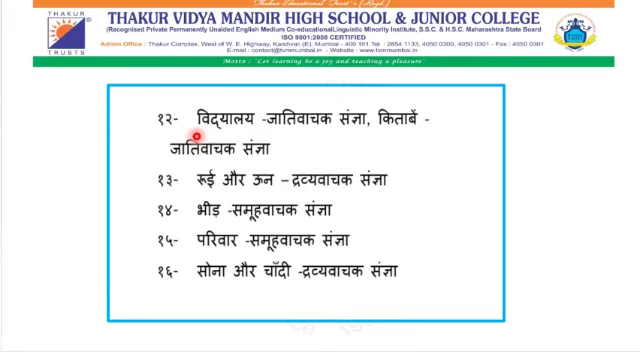 Thakur Educational Trust's (Regd.)
THAKUR VIDYA MANDIR HIGH SCHOOL & JUNIOR COLLEGE
(Recognised Private Permanently Unaided English Medium Co-educational,Linguistic Minority Institute, S.S.C. & H.S.C. Maharashtra State Board
ISO 9001:2008 CERTIFIED
Admin Office : Thakur Complex, West of W. E. Highway, Kandivali (E), Mumbai - 400 101 Tel. : 2854 1133, 4050 0300, 4050 0301 - Fax : 4050 0301
E-mail : contact@tvmmumbai.in - Website : www.tvmmumbai.in
Motto : "Let learning be a joy and teaching a pleasure"
THAKUR
TRUSTS
१२- विद्यालय -जातिवाचक संज्ञा, किताबें -
जातिवाचक संज्ञा
१३- रूई और ऊन – द्रव्यवाचक संज्ञा
१४- भीड़ -समूहवाचक संज्ञा
१५- परिवार -समूहवाचक संज्ञा
१६- सोना और चाँदी -द्रव्यवाचक संज्ञा